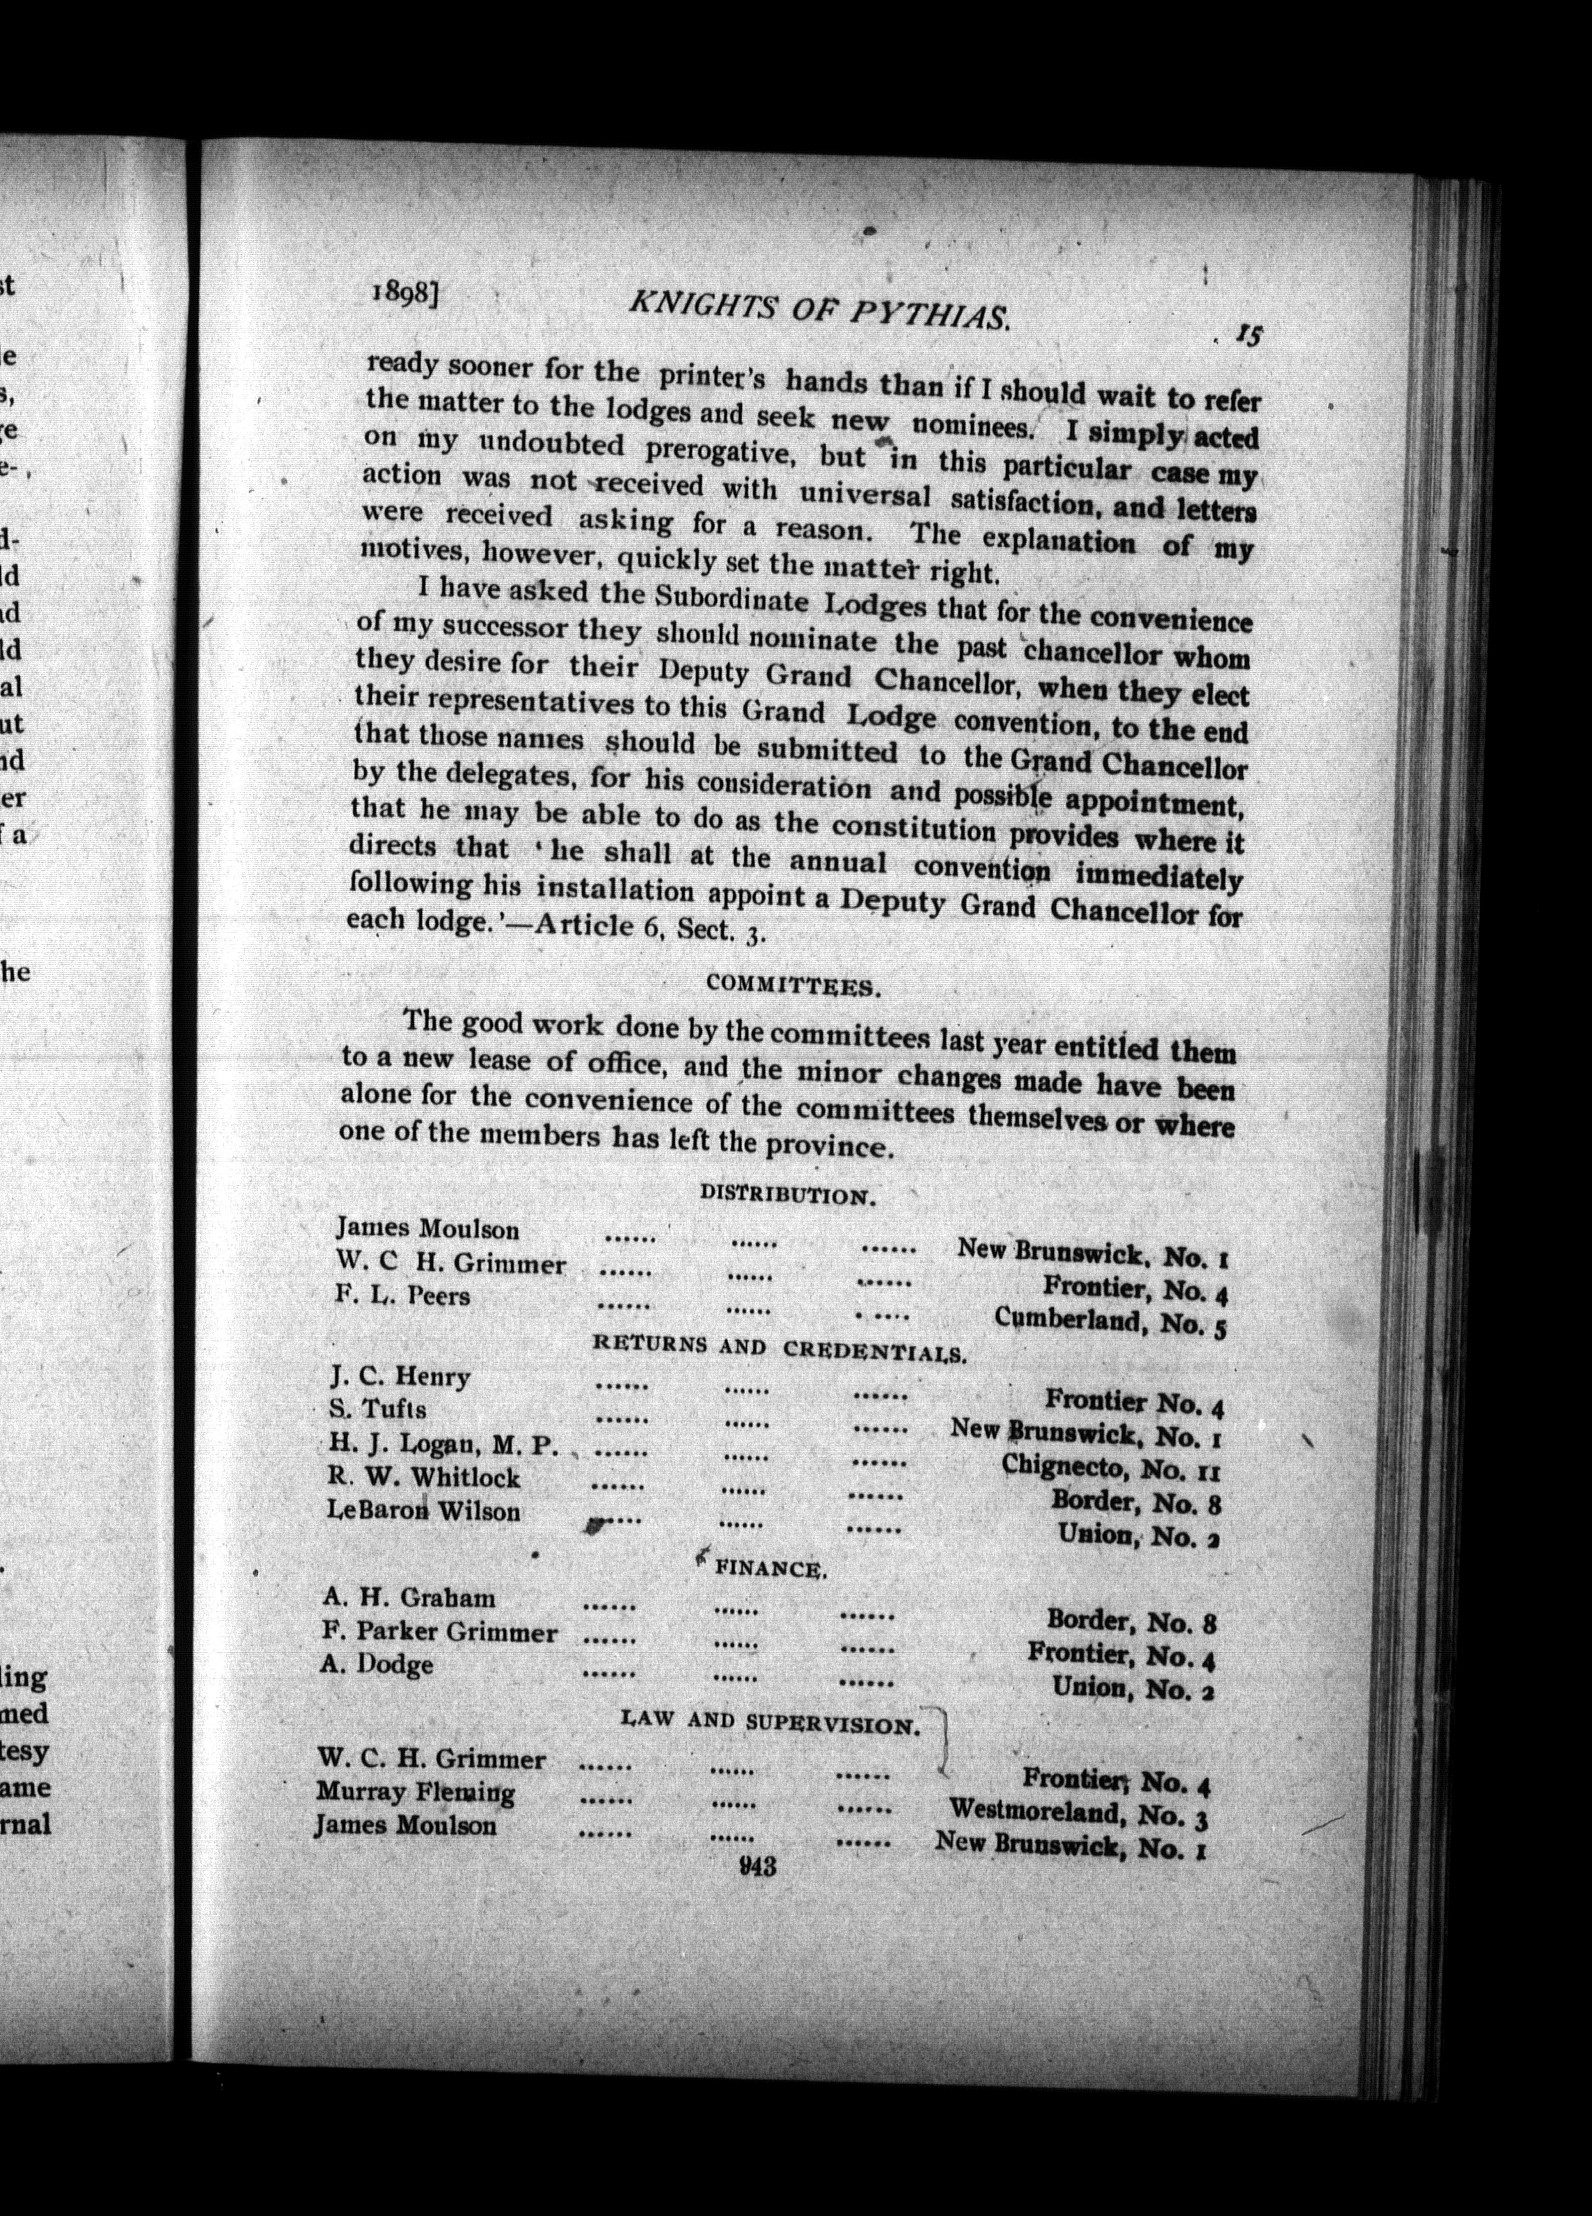 1898] KNIGHTS OF PYTHIAS. 15
ready sooner for the printer's hands than if I should wait to refer
the matter to the lodges and seek new nominees. I simply acted
on my undoubted prerogative, but in this particular case my
action was not received with universal satisfaction, and letters
were received asking for a reason. The explanation of my
motives, however, quickly set the matter right.
I have asked the Subordinate Lodges that for the convenience
of my successor they should nominate the past chancellor whom
they desire for their Deputy Grand Chancellor, when they elect
their representatives to this Grand Lodge convention, to the end
that those names should be submitted to the Grand Chancellor
by the delegates, for his consideration and possible appointment,
that he may be able to do as the constitution provides where it
directs that ‘he shall at the annual convention immediately
following his installation appoint a Deputy Grand Chancellor for
each lodge.’—Article 6, Sect. 3.
COMMITTEES.
The good work done by the committees last year entitled them
to a new lease of office, and the minor changes made have been
alone for the convenience of the committees themselves or where
one of the members has left the province.
DISTRIBUTION.
James Moulson ...... ...... ...... New Brunswick, No. 1
W. C H. Grimmer ...... ...... ...... Frontier, No. 4
F. L. Peers ...... ...... . .... Cumberland, No. 5
RETURNS AND CREDENTIALS.
J. C. Henry ...... ...... ...... Frontier No. 4
S. Tufts ...... ...... ...... New Brunswick, No. 1
H. J. Logan, M. P. ...... ...... ...... Chignecto, No. 11
R. W. Whitlock ...... ...... ...... Border, No. 8
LeBaron Wilson ...... ...... ...... Union, No. 2
FINANCE.
A. H. Graham ...... ...... ...... Border, No. 8
F. Parker Grimmer ...... ...... ...... Frontier, No. 4
A. Dodge ...... ...... ...... Union, No. 2
LAW AND SUPERVISION.
W. C. H. Grimmer ...... ...... ...... Frontier, No. 4
Murray Fleming ...... ...... ...... Westmoreland, No. 3
James Moulson ...... ...... ...... New Brunswick, No. 1
943